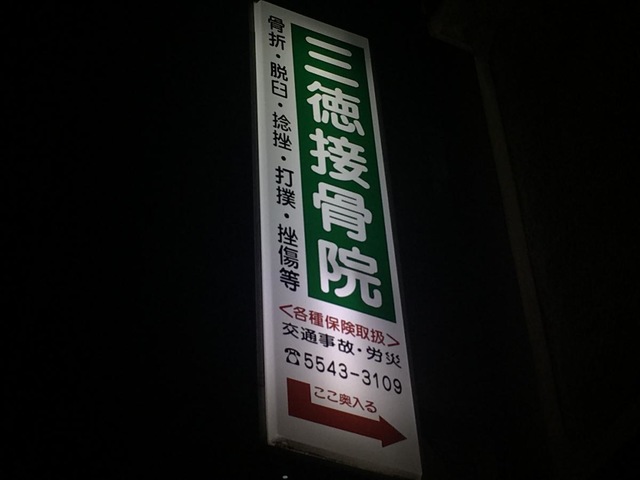 三徳接骨院
骨折・脱臼・捻挫・打撲・挫傷等
<各種保険取扱>
交通事故・労災
☎5543-3109
ここ奥入る